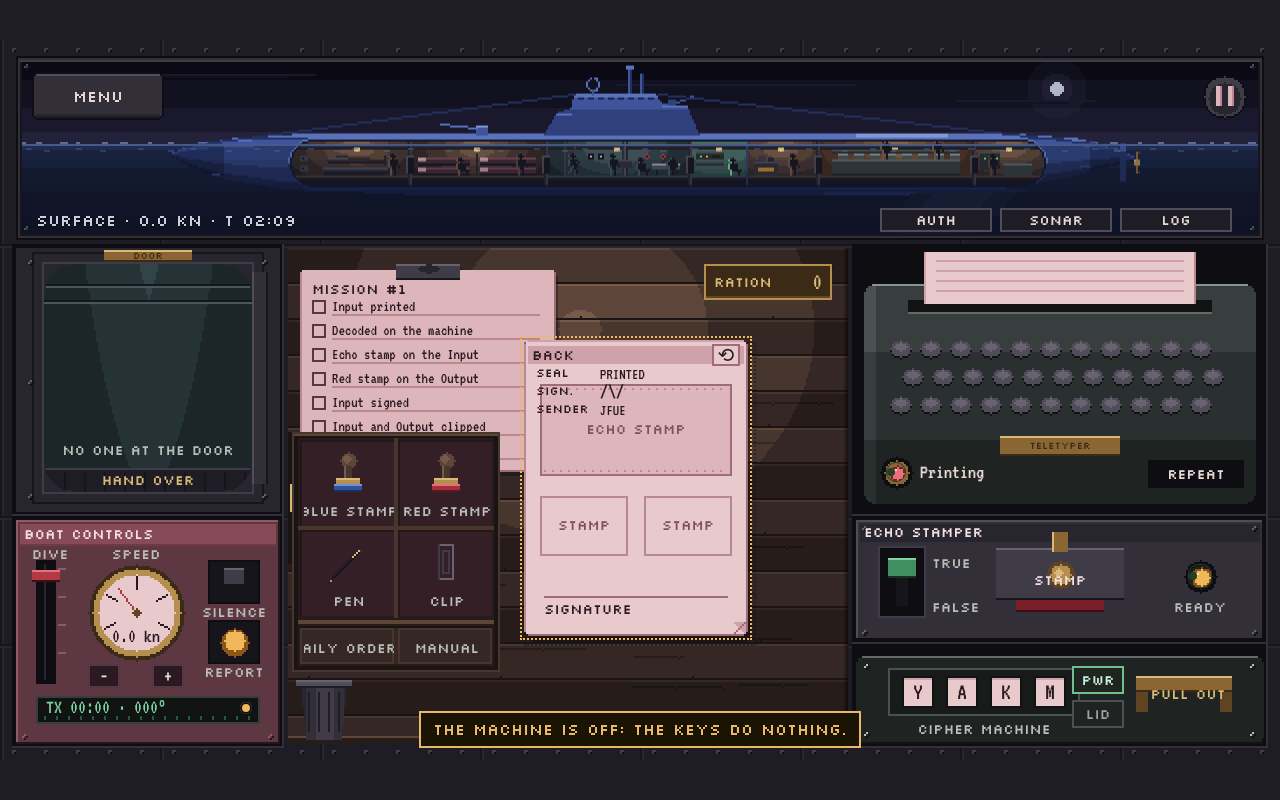 MENU
SURFACE · 0.0 KN · T 02:09
AUTH
SONAR
LOG
DOOR
NO ONE AT THE DOOR
HAND OVER
MISSION #1
Input printed
Decoded on the machine
Echo stamp on the Input
Red stamp on the Output
Input signed
Input and Output clipped
RATION 0
BACK
SEAL PRINTED
SIGN. /\/
SENDER JFUE
ECHO STAMP
STAMP STAMP
SIGNATURE
BLUE STAMP
RED STAMP
PEN
CLIP
AILY ORDER
MANUAL
TELETYPER
Printing
REPEAT
BOAT CONTROLS
DIVE
SPEED
0.0 kn
- +
SILENCE
REPORT
TX 00:00 · 000°
ECHO STAMPER
TRUE
FALSE
STAMP
READY
Y A K M
PWR
LID
PULL OUT
CIPHER MACHINE
THE MACHINE IS OFF: THE KEYS DO NOTHING.